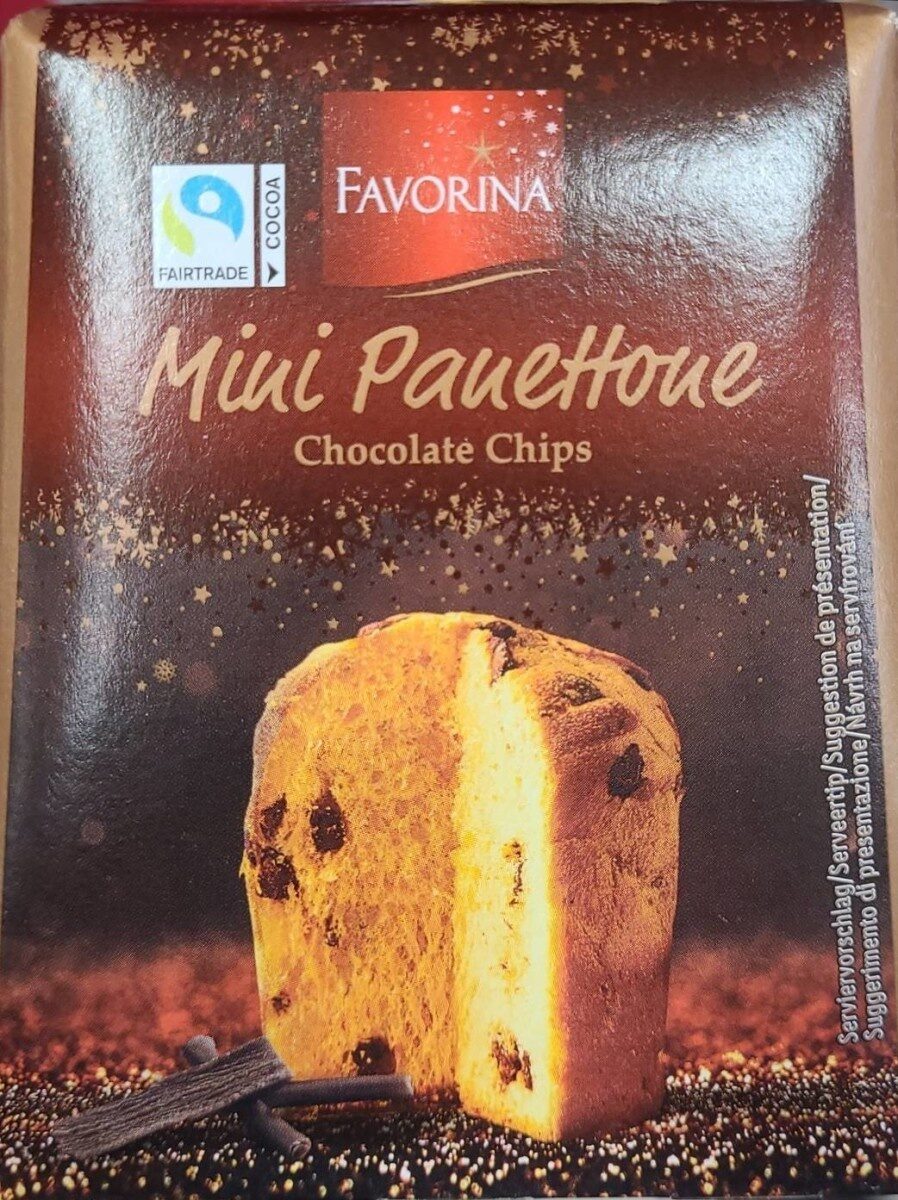 FAVORINA
FAIRTRADE
COCOA
Mini Panettone
Chocolate Chips
Serviervorschlag/Serveertip/Suggestion de présentation/
Suggerimento di presentazione/Návrh na servírování